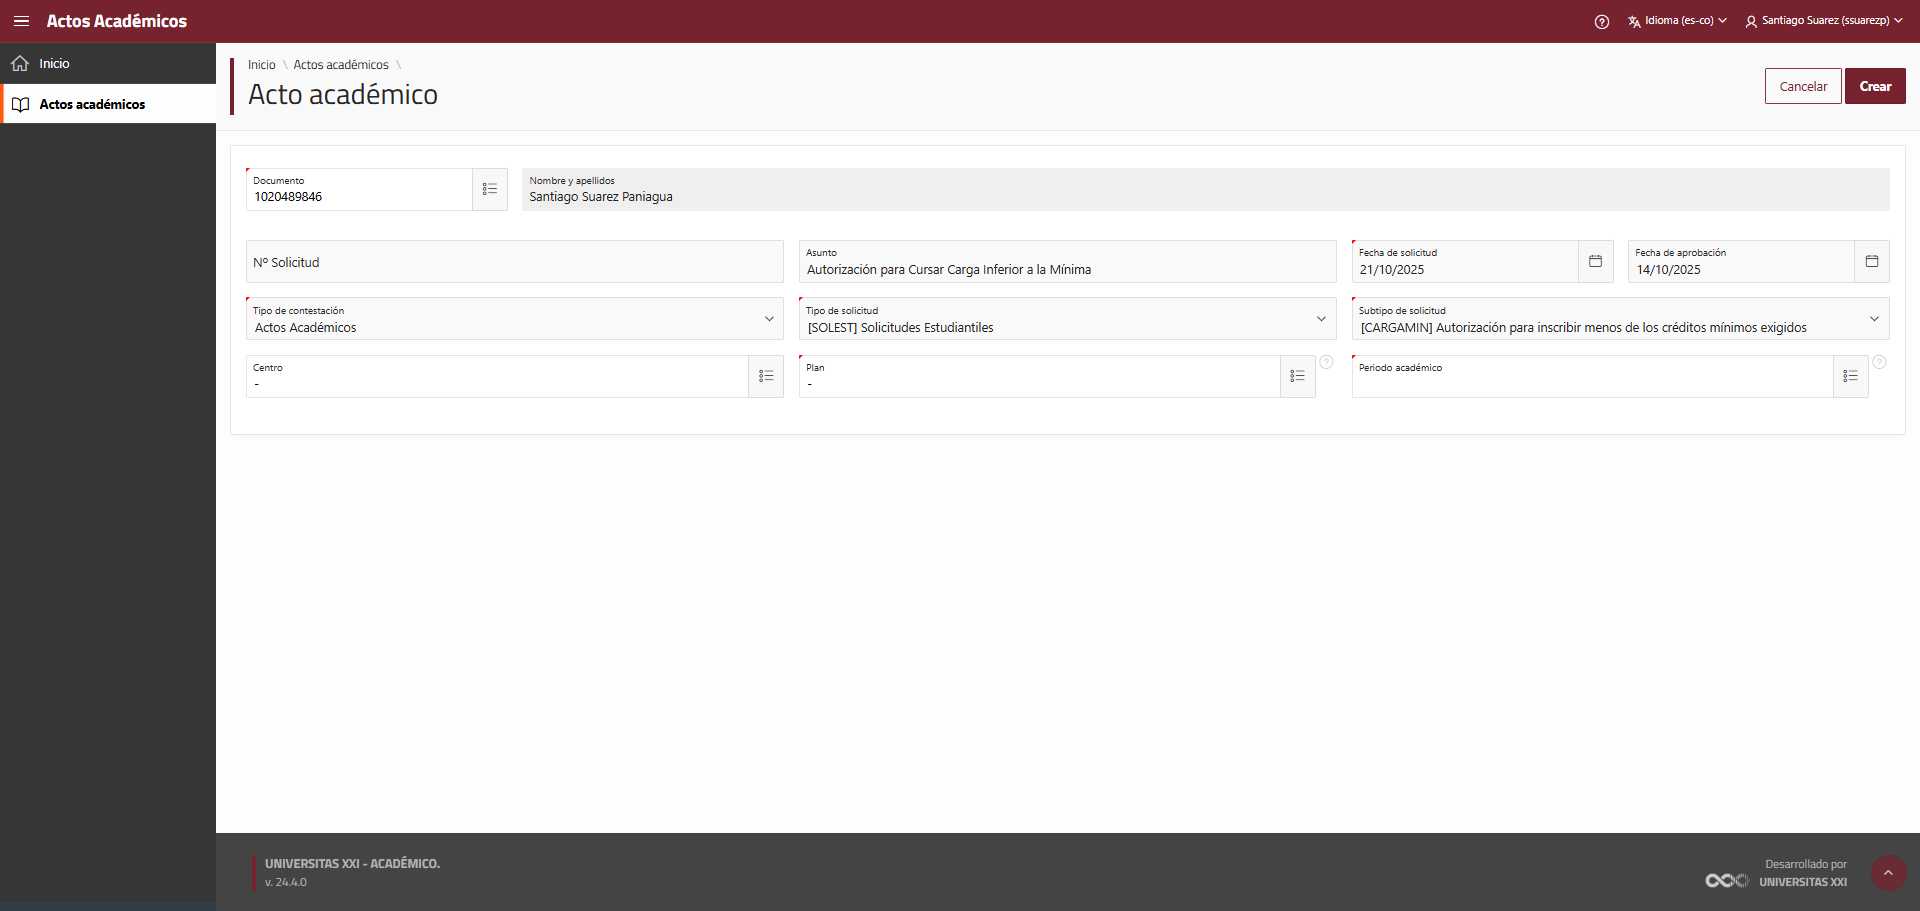 Actos Académicos
Idioma (es-co)
Santiago Suarez (ssuarezp)
Inicio
Actos académicos
Inicio \ Actos académicos \
Acto académico
Cancelar
Crear
Documento
1020489846
Nombre y apellidos
Santiago Suarez Paniagua
Nº Solicitud
Asunto
Autorización para Cursar Carga Inferior a la Mínima
Fecha de solicitud
21/10/2025
Fecha de aprobación
14/10/2025
Tipo de contestación
Actos Académicos
Tipo de solicitud
[SOLEST] Solicitudes Estudiantiles
Subtipo de solicitud
[CARGAMIN] Autorización para inscribir menos de los créditos mínimos exigidos
Centro
-
Plan
-
Periodo académico
UNIVERSITAS XXI - ACADÉMICO.
v. 24.4.0
Desarrollado por
UNIVERSITAS XXI